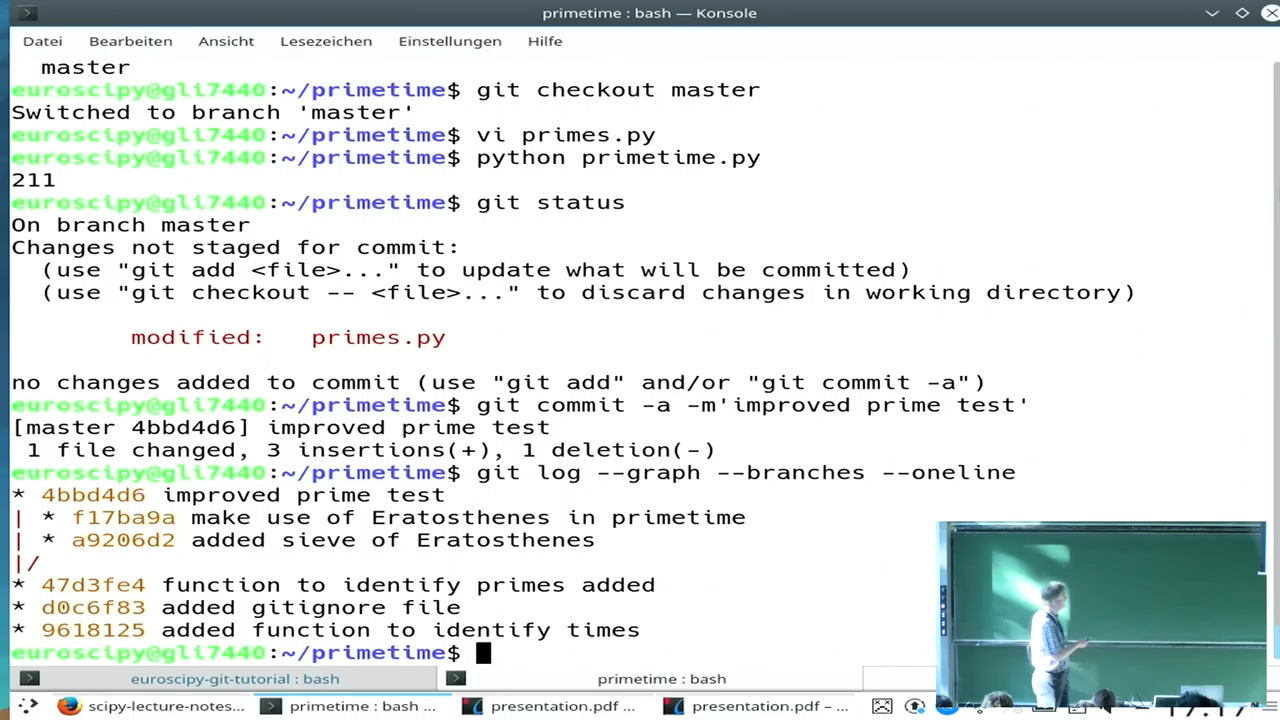 primetime : bash — Konsole
Datei Bearbeiten Ansicht Lesezeichen Einstellungen Hilfe
master
euroscipy@gli7440:~/primetime$ git checkout master
Switched to branch 'master'
euroscipy@gli7440:~/primetime$ vi primes.py
euroscipy@gli7440:~/primetime$ python primetime.py
211
euroscipy@gli7440:~/primetime$ git status
On branch master
Changes not staged for commit:
(use "git add <file>..." to update what will be committed)
(use "git checkout -- <file>..." to discard changes in working directory)
modified: primes.py
no changes added to commit (use "git add" and/or "git commit -a")
euroscipy@gli7440:~/primetime$ git commit -a -m'improved prime test'
[master 4bbd4d6] improved prime test
1 file changed, 3 insertions(+), 1 deletion(-)
euroscipy@gli7440:~/primetime$ git log --graph --branches --oneline
* 4bbd4d6 improved prime test
| * f17ba9a make use of Eratosthenes in primetime
| * a9206d2 added sieve of Eratosthenes
|/
* 47d3fe4 function to identify primes added
* d0c6f83 added gitignore file
* 9618125 added function to identify times
euroscipy@gli7440:~/primetime$
euroscipy-git-tutorial : bash primetime : bash
scipy-lecture-notes... primetime : bash ... presentation.pdf ... presentation.pdf – ...